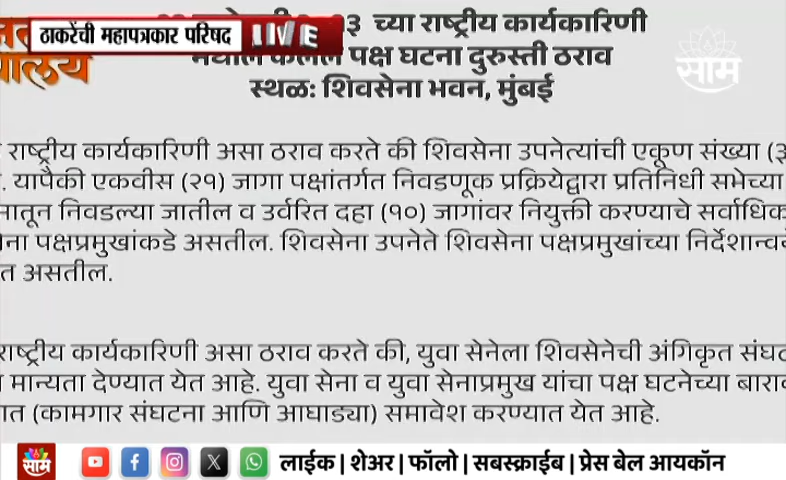 ठाकरेंची महापत्रकार परिषद LIVE
च्या राष्ट्रीय कार्यकारिणी
पक्ष घटना दुरुस्ती ठराव
स्थळ: शिवसेना भवन, मुंबई
साम
राष्ट्रीय कार्यकारिणी असा ठराव करते की शिवसेना उपनेत्यांची एकूण संख्या (३
. यापैकी एकवीस (२१) जागा पक्षांतर्गत निवडणूक प्रक्रियेद्वारा प्रतिनिधी सभेच्या
नातून निवडल्या जातील व उर्वरित दहा (१०) जागांवर नियुक्ती करण्याचे सर्वाधिक
ना पक्षप्रमुखांकडे असतील. शिवसेना उपनेते शिवसेना पक्षप्रमुखांच्या निर्देशान्वये
त असतील.
राष्ट्रीय कार्यकारिणी असा ठराव करते की, युवा सेनेला शिवसेनेची अंगिकृत संघट
मान्यता देण्यात येत आहे. युवा सेना व युवा सेनाप्रमुख यांचा पक्ष घटनेच्या बाराव
ात (कामगार संघटना आणि आघाड्या) समावेश करण्यात येत आहे.
साम लाईक | शेअर | फॉलो | सबस्क्राईब | प्रेस बेल आयकॉन